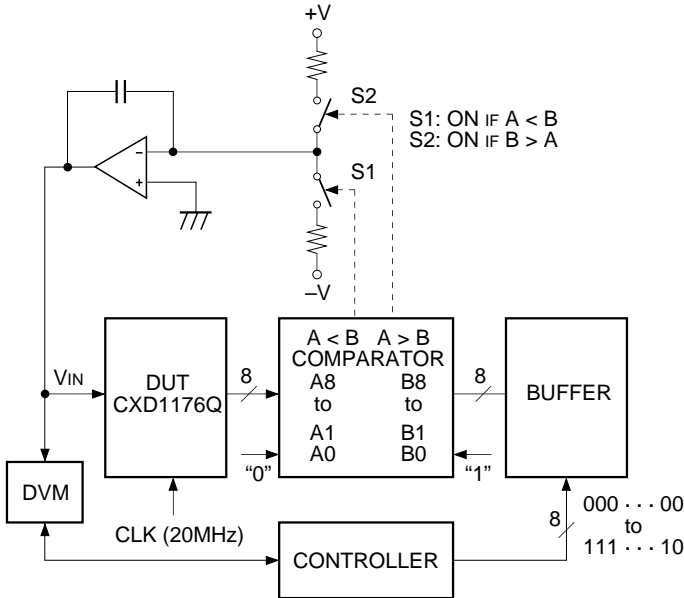 +V
S2
S1: ON IF A < B
S2: ON IF B > A
–
+
S1
–V
A < B A > B
COMPARATOR
DUT
CXD1176Q
VIN
8
A8 B8
to to
A1 B1
A0 B0
8
BUFFER
"0"
"1"
DVM
CLK (20MHz)
CONTROLLER
8
000 · · · 00
to
111 · · · 10